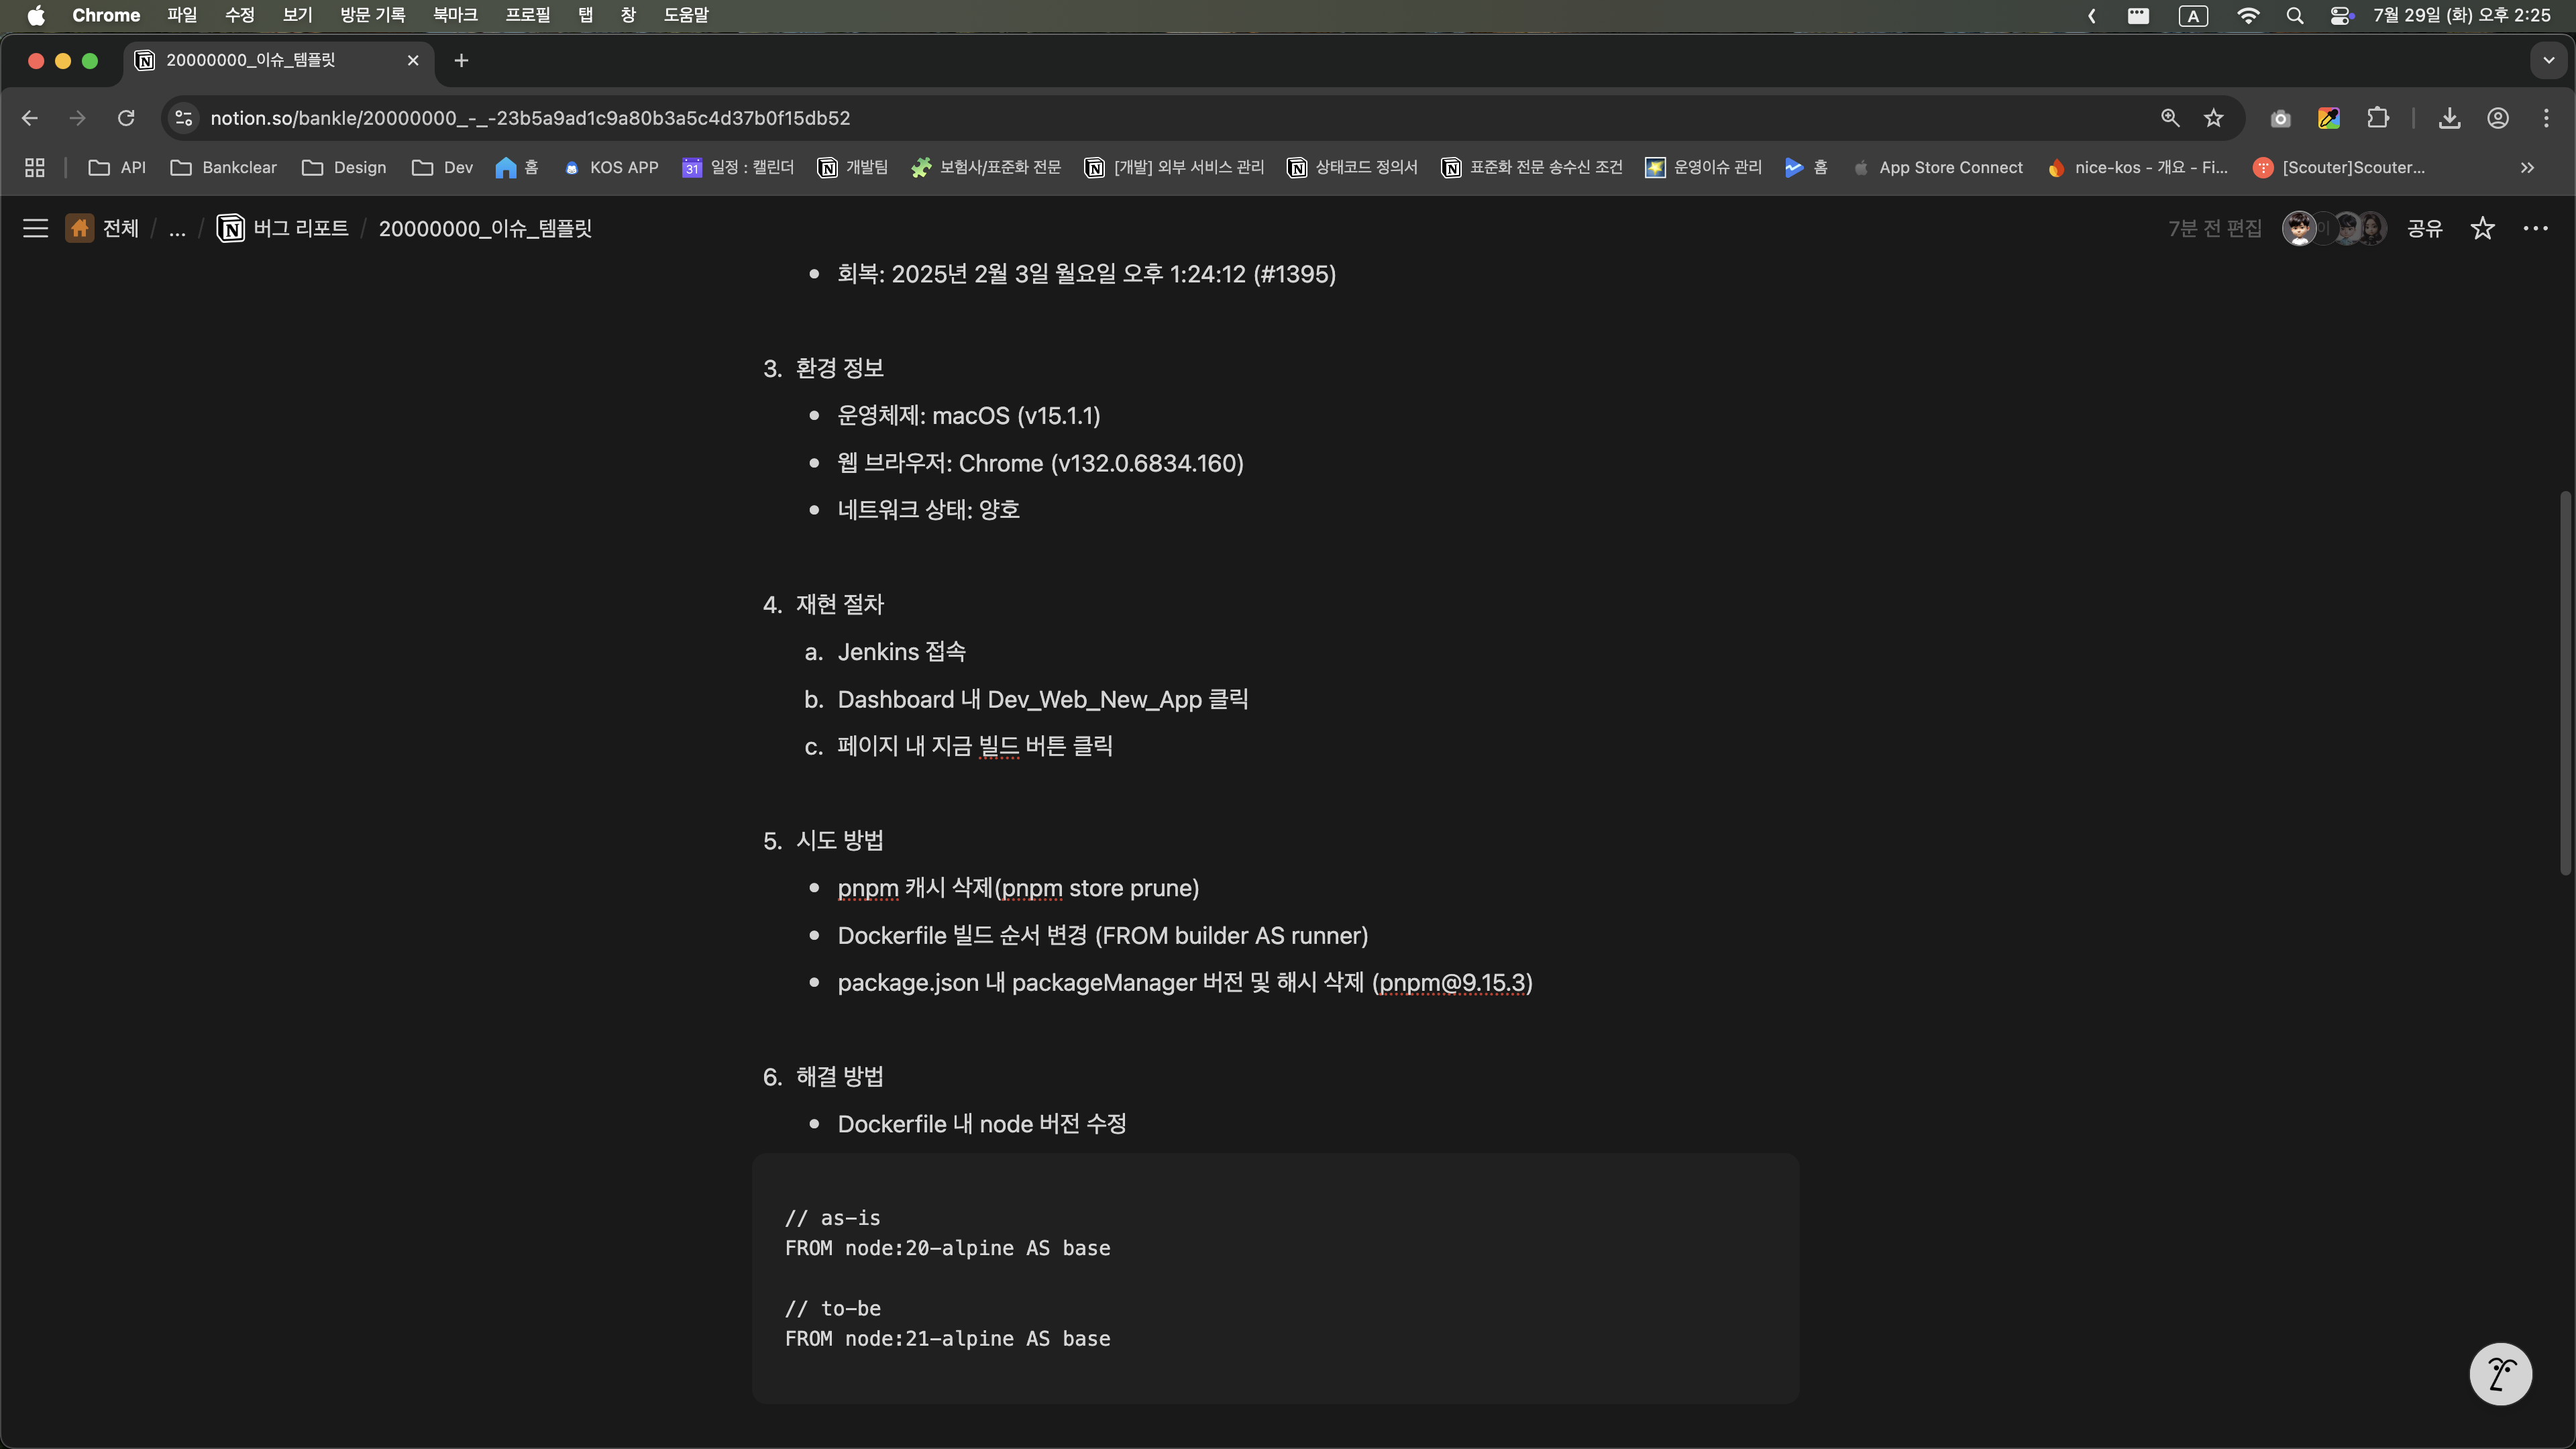 Chrome 파일 수정 보기 방문 기록 북마크 프로필 탭 창 도움말 A 7월 29일 (화) 오후 2:25
20000000_이슈_템플릿
notion.so/bankle/20000000_-_-23b5a9ad1c9a80b3a5c4d37b0f15db52
API Bankclear Design Dev 홈 KOS APP 31 일정 : 캘린더 개발팀 보험사/표준화 전문 [개발] 외부 서비스 관리 상태코드 정의서 표준화 전문 송수신 조건 운영이슈 관리 홈 App Store Connect nice-kos - 개요 - Fi... [Scouter]Scouter...
전체 / ... / 버그 리포트 / 20000000_이슈_템플릿 7분 전 편집 이 공유
• 회복: 2025년 2월 3일 월요일 오후 1:24:12 (#1395)
3. 환경 정보
• 운영체제: macOS (v15.1.1)
• 웹 브라우저: Chrome (v132.0.6834.160)
• 네트워크 상태: 양호
4. 재현 절차
a. Jenkins 접속
b. Dashboard 내 Dev_Web_New_App 클릭
c. 페이지 내 지금 빌드 버튼 클릭
5. 시도 방법
• pnpm 캐시 삭제(pnpm store prune)
• Dockerfile 빌드 순서 변경 (FROM builder AS runner)
• package.json 내 packageManager 버전 및 해시 삭제 (pnpm@9.15.3)
6. 해결 방법
• Dockerfile 내 node 버전 수정
// as-is
FROM node:20-alpine AS base
// to-be
FROM node:21-alpine AS base